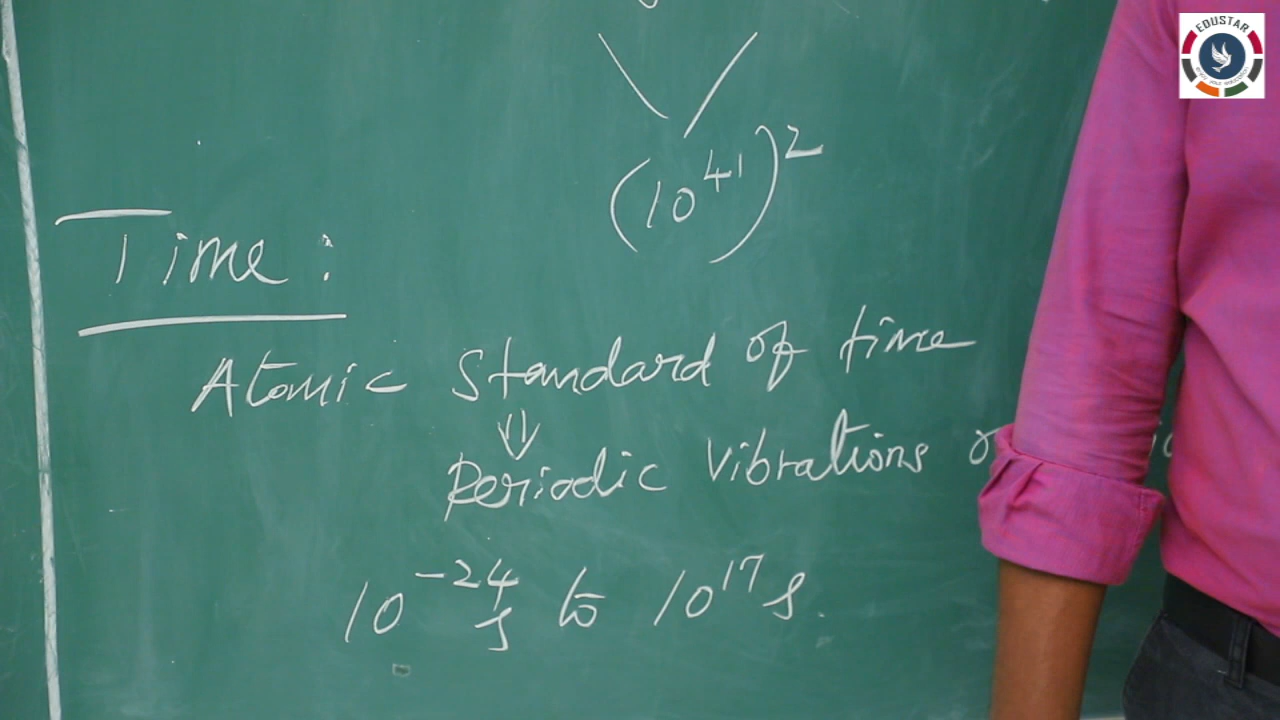 EDUSTAR
(10⁴¹)²
Time:
Atomic Standard of time
⇓
Periodic Vibrations
10⁻²⁴ s to 10¹⁷ s.